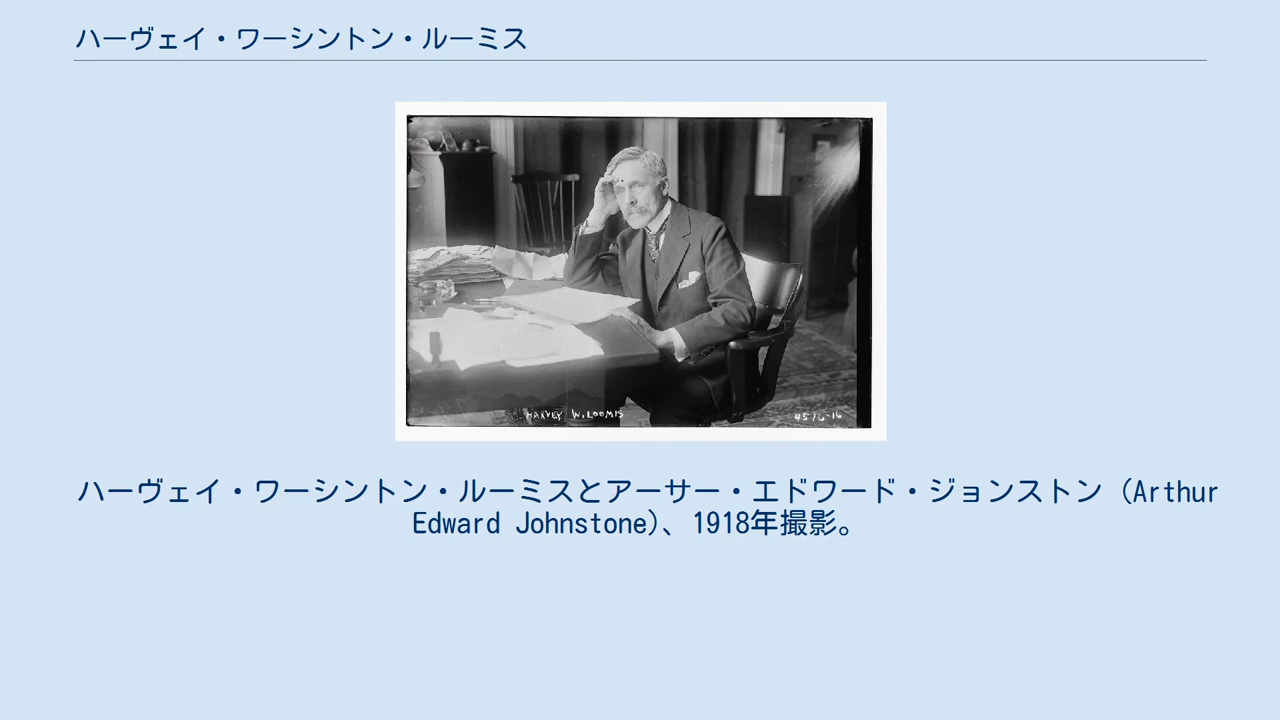 ハーヴェイ・ワーシントン・ルーミス
HARVEY W. LOOMIS
4516-16
ハーヴェイ・ワーシントン・ルーミスとアーサー・エドワード・ジョンストン (Arthur
Edward Johnstone)、1918年撮影。